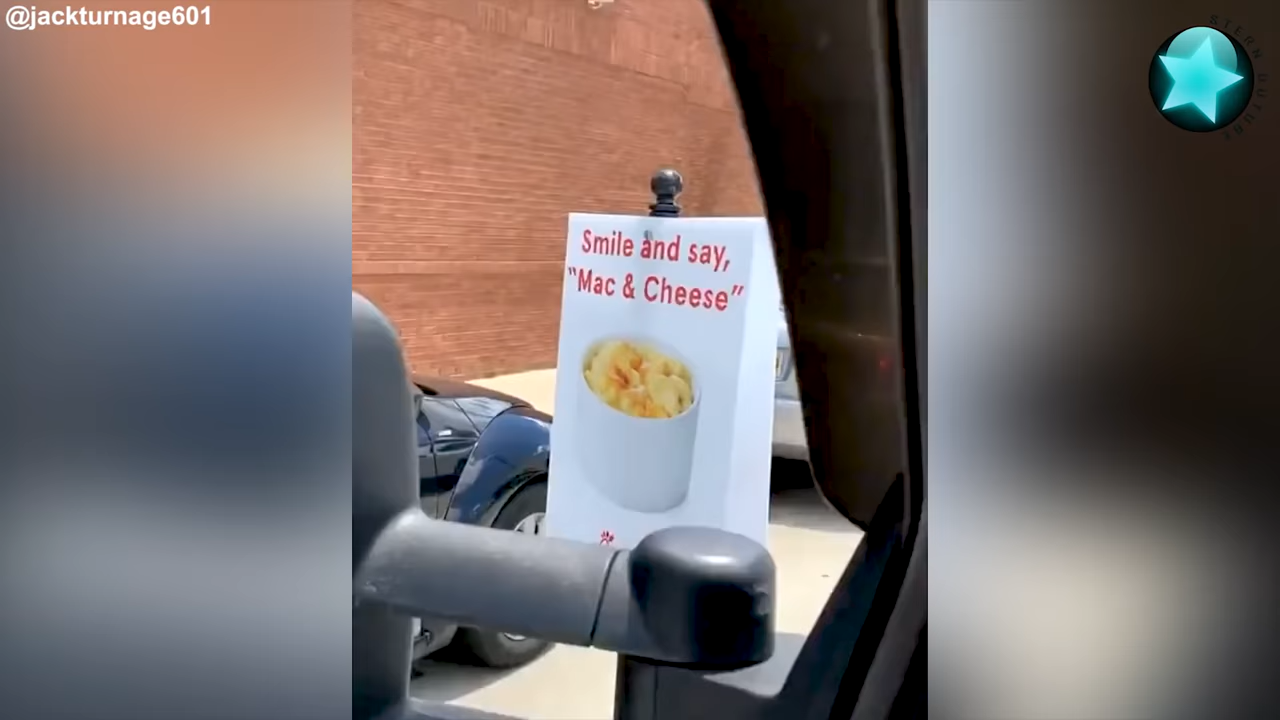 @jackturnage601
Smile and say,
“Mac & Cheese”